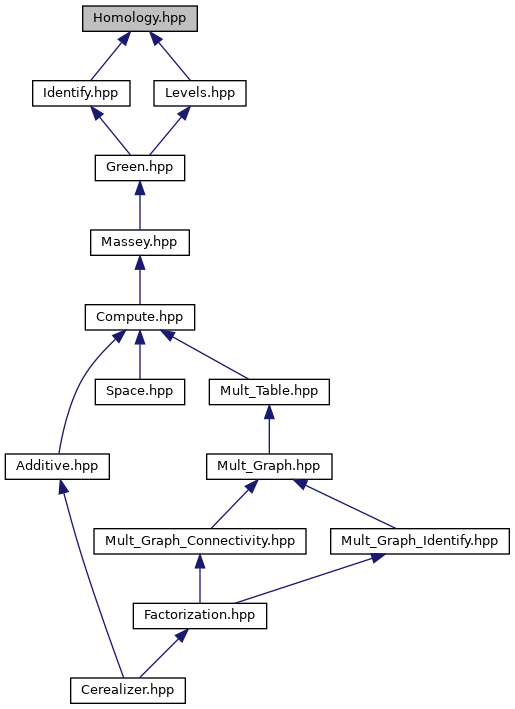 Homology.hpp
Identify.hpp
Levels.hpp
Green.hpp
Massey.hpp
Compute.hpp
Space.hpp
Mult_Table.hpp
Additive.hpp
Mult_Graph.hpp
Mult_Graph_Connectivity.hpp
Mult_Graph_Identify.hpp
Factorization.hpp
Cerealizer.hpp